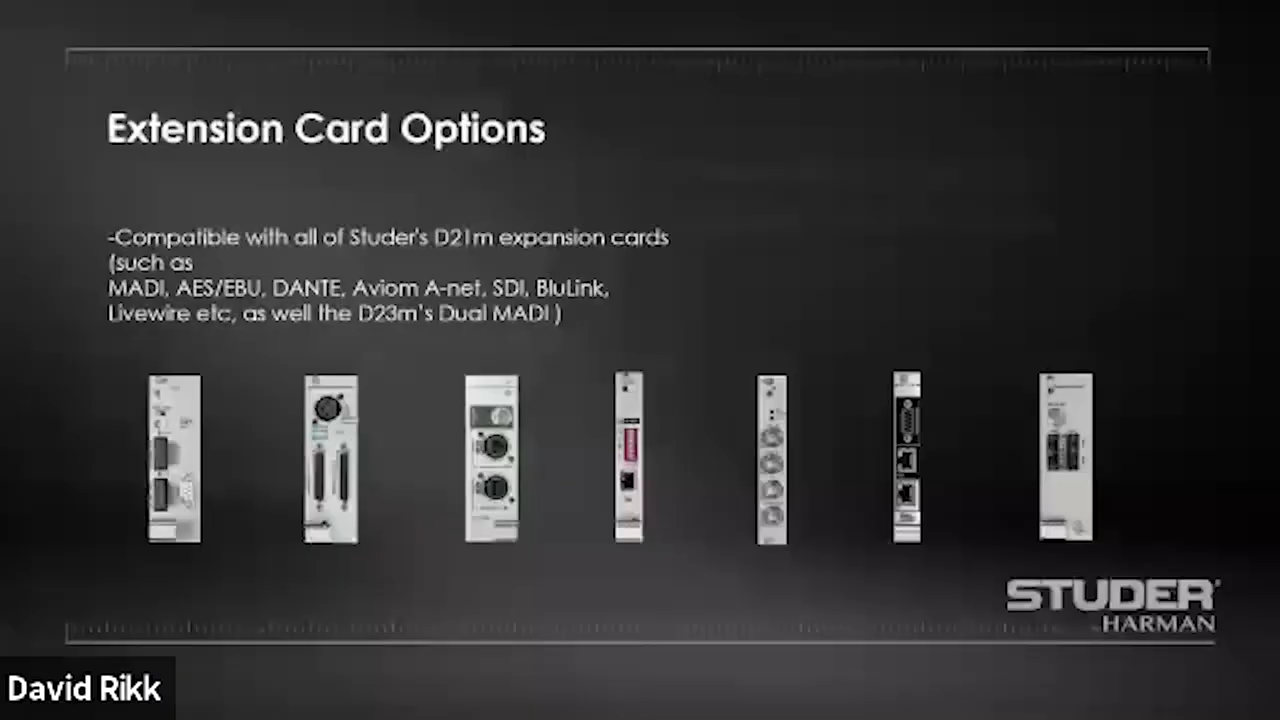 Extension Card Options
-Compatible with all of Studer's D21m expansion cards
(such as
MADI, AES/EBU, DANTE, Aviom A-net, SDI, BluLink,
Livewire etc, as well the D23m's Dual MADI )
STUDER
HARMAN
David Rikk